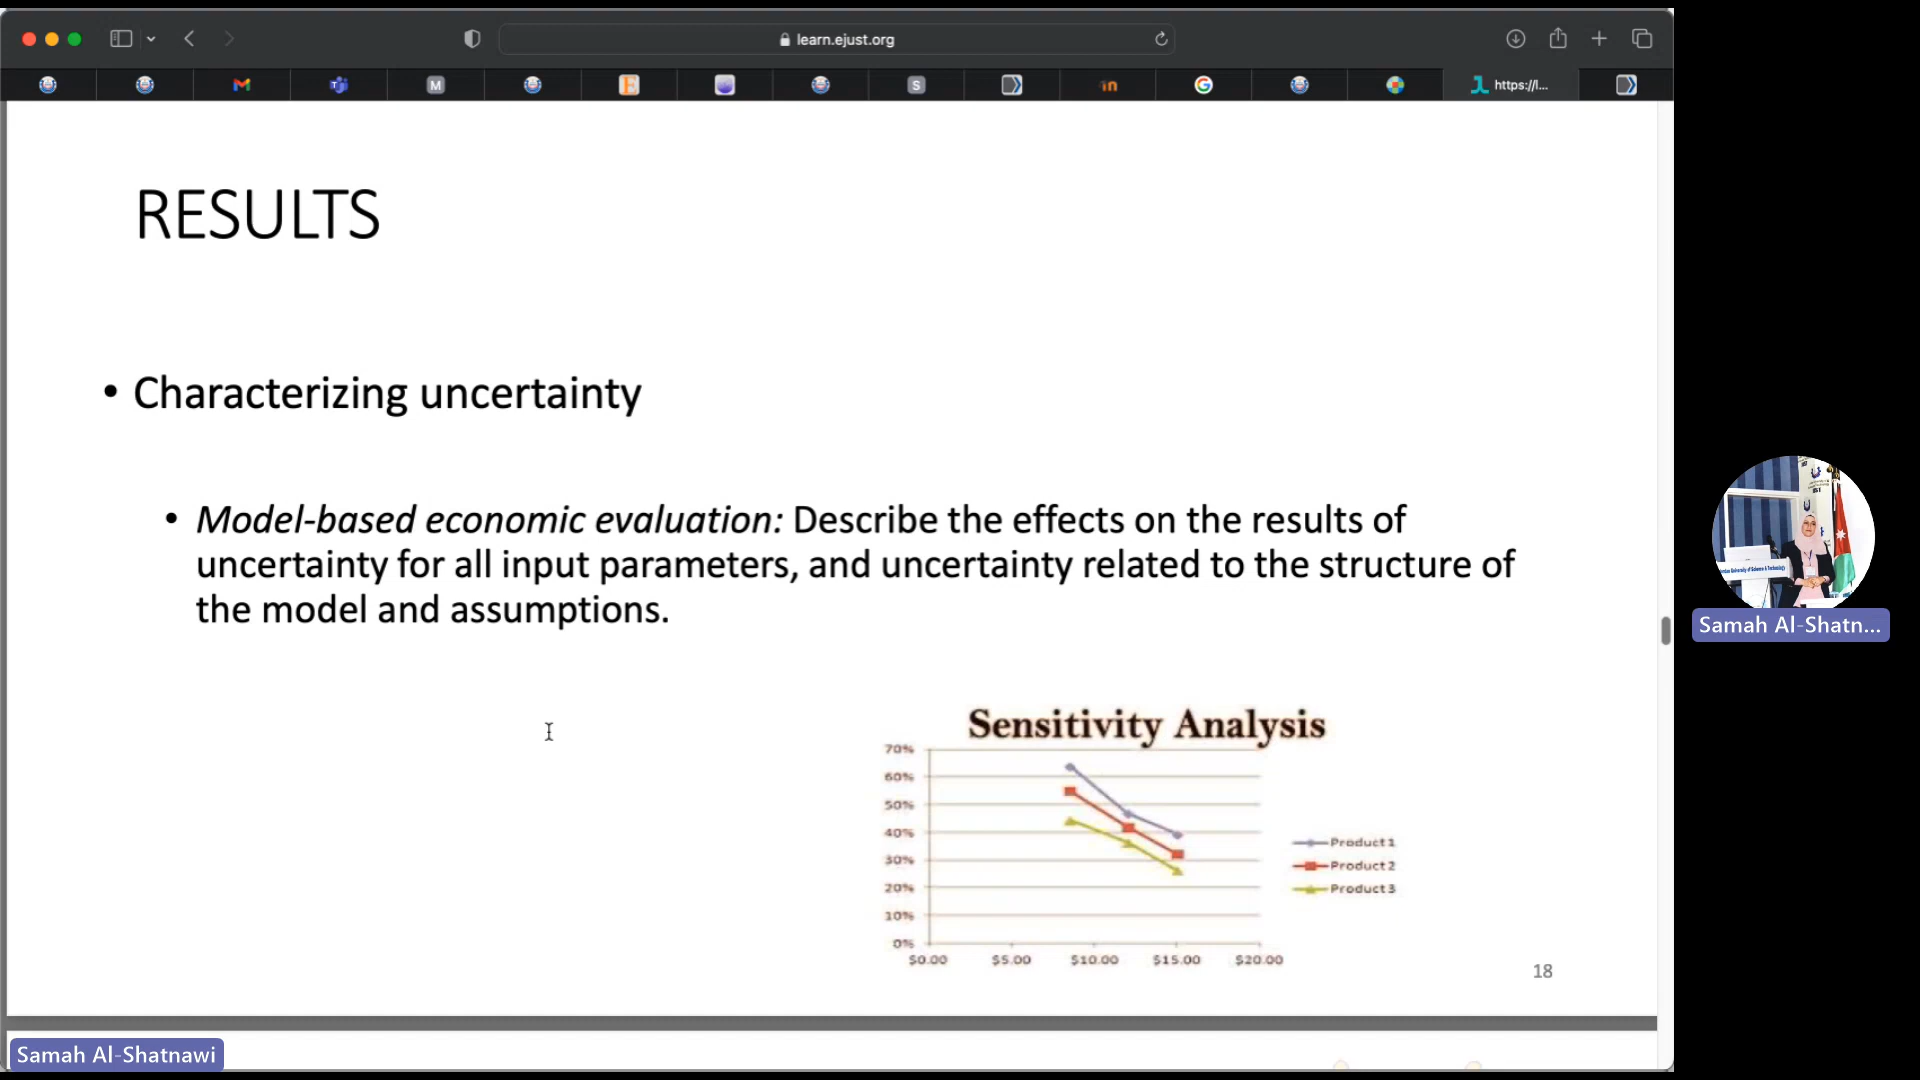 learn.ejust.org
M
S
in
https://l...
RESULTS
• Characterizing uncertainty
• Model-based economic evaluation: Describe the effects on the results of
uncertainty for all input parameters, and uncertainty related to the structure of
the model and assumptions.
Sensitivity Analysis
70%
60%
50%
40%
30%
20%
10%
0%
$0.00 $5.00 $10.00 $15.00 $20.00
Product 1
Product 2
Product 3
18
Samah Al-Shatn...
Samah Al-Shatnawi